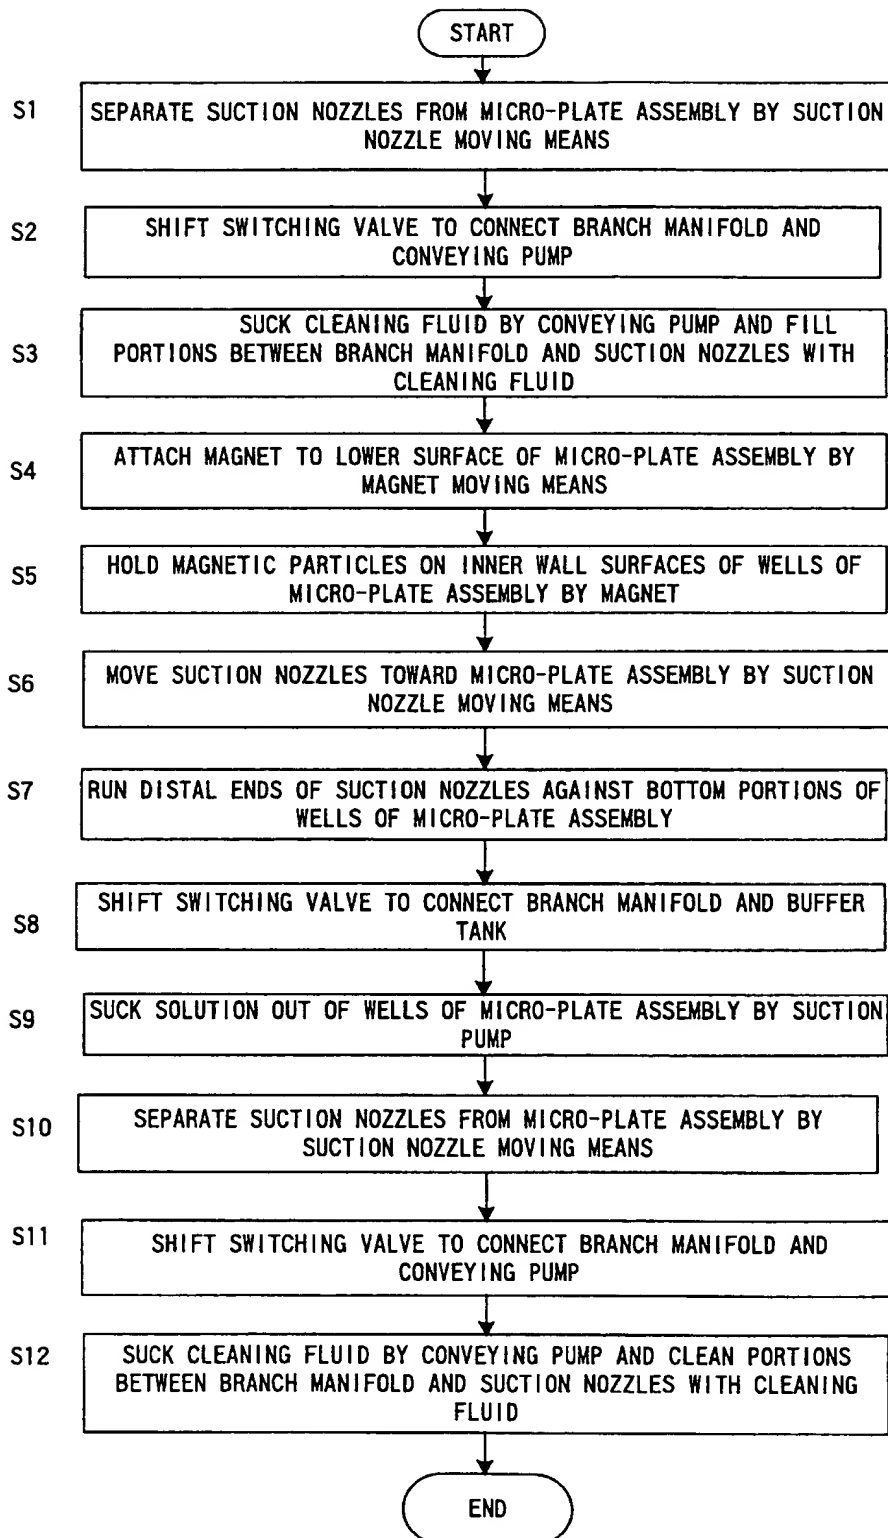 START
S1
SEPARATE SUCTION NOZZLES FROM MICRO-PLATE ASSEMBLY BY SUCTION
NOZZLE MOVING MEANS
S2
SHIFT SWITCHING VALVE TO CONNECT BRANCH MANIFOLD AND
CONVEYING PUMP
S3
SUCK CLEANING FLUID BY CONVEYING PUMP AND FILL
PORTIONS BETWEEN BRANCH MANIFOLD AND SUCTION NOZZLES WITH
CLEANING FLUID
S4
ATTACH MAGNET TO LOWER SURFACE OF MICRO-PLATE ASSEMBLY BY
MAGNET MOVING MEANS
S5
HOLD MAGNETIC PARTICLES ON INNER WALL SURFACES OF WELLS OF
MICRO-PLATE ASSEMBLY BY MAGNET
S6
MOVE SUCTION NOZZLES TOWARD MICRO-PLATE ASSEMBLY BY SUCTION
NOZZLE MOVING MEANS
S7
RUN DISTAL ENDS OF SUCTION NOZZLES AGAINST BOTTOM PORTIONS OF
WELLS OF MICRO-PLATE ASSEMBLY
S8
SHIFT SWITCHING VALVE TO CONNECT BRANCH MANIFOLD AND BUFFER
TANK
S9
SUCK SOLUTION OUT OF WELLS OF MICRO-PLATE ASSEMBLY BY SUCTION
PUMP
S10
SEPARATE SUCTION NOZZLES FROM MICRO-PLATE ASSEMBLY BY
SUCTION NOZZLE MOVING MEANS
S11
SHIFT SWITCHING VALVE TO CONNECT BRANCH MANIFOLD AND
CONVEYING PUMP
S12
SUCK CLEANING FLUID BY CONVEYING PUMP AND CLEAN PORTIONS
BETWEEN BRANCH MANIFOLD AND SUCTION NOZZLES WITH CLEANING
FLUID
END